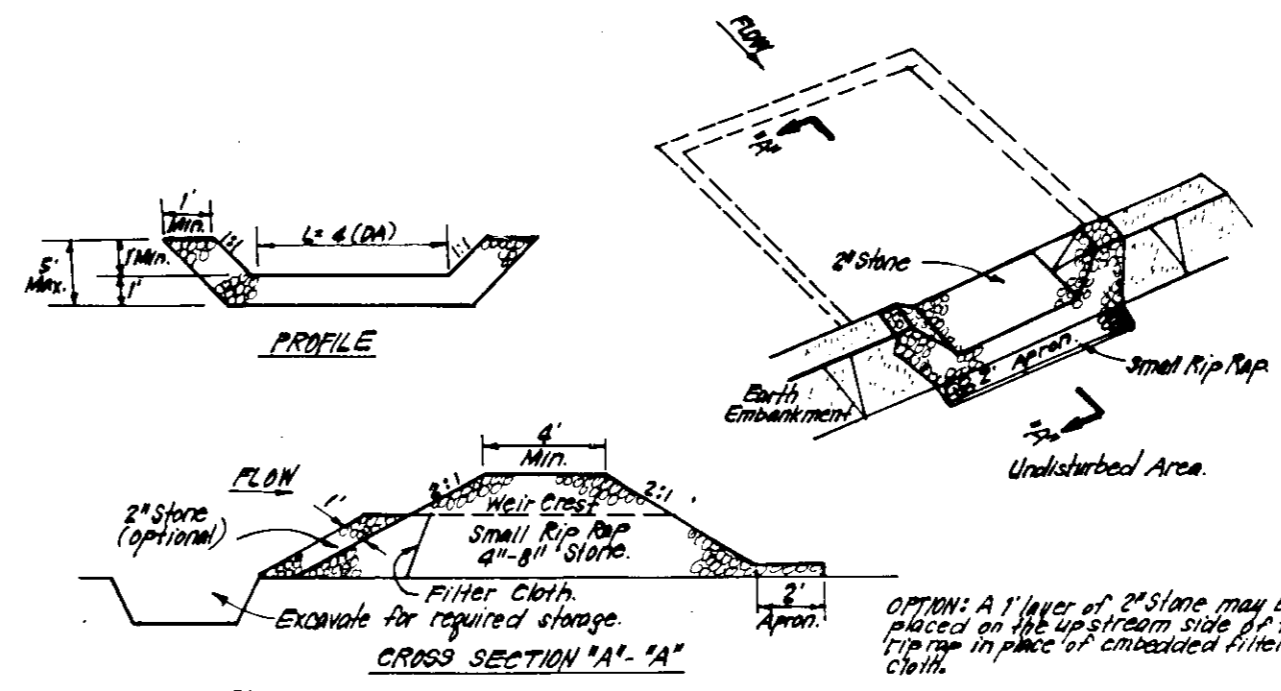 FLOW
"A"
1'
Min.
1:1
L= 4 (DA)
1:1
5'
Max.
1' Min.
1'
PROFILE
2" Stone
2'
Apron.
Small Rip Rap.
Earth
Embankment
"A"
Undisturbed Area.
4'
Min.
FLOW
2:1
2:1
1'
Weir Crest
2" Stone
(optional)
Small Rip Rap
4"-8" Stone.
Filter Cloth.
Excavate for required storage.
2'
Apron.
CROSS SECTION "A"-"A"
OPTION: A 1' layer of 2" Stone may
placed on the upstream side of
rip rap in place of embedded filter
cloth.